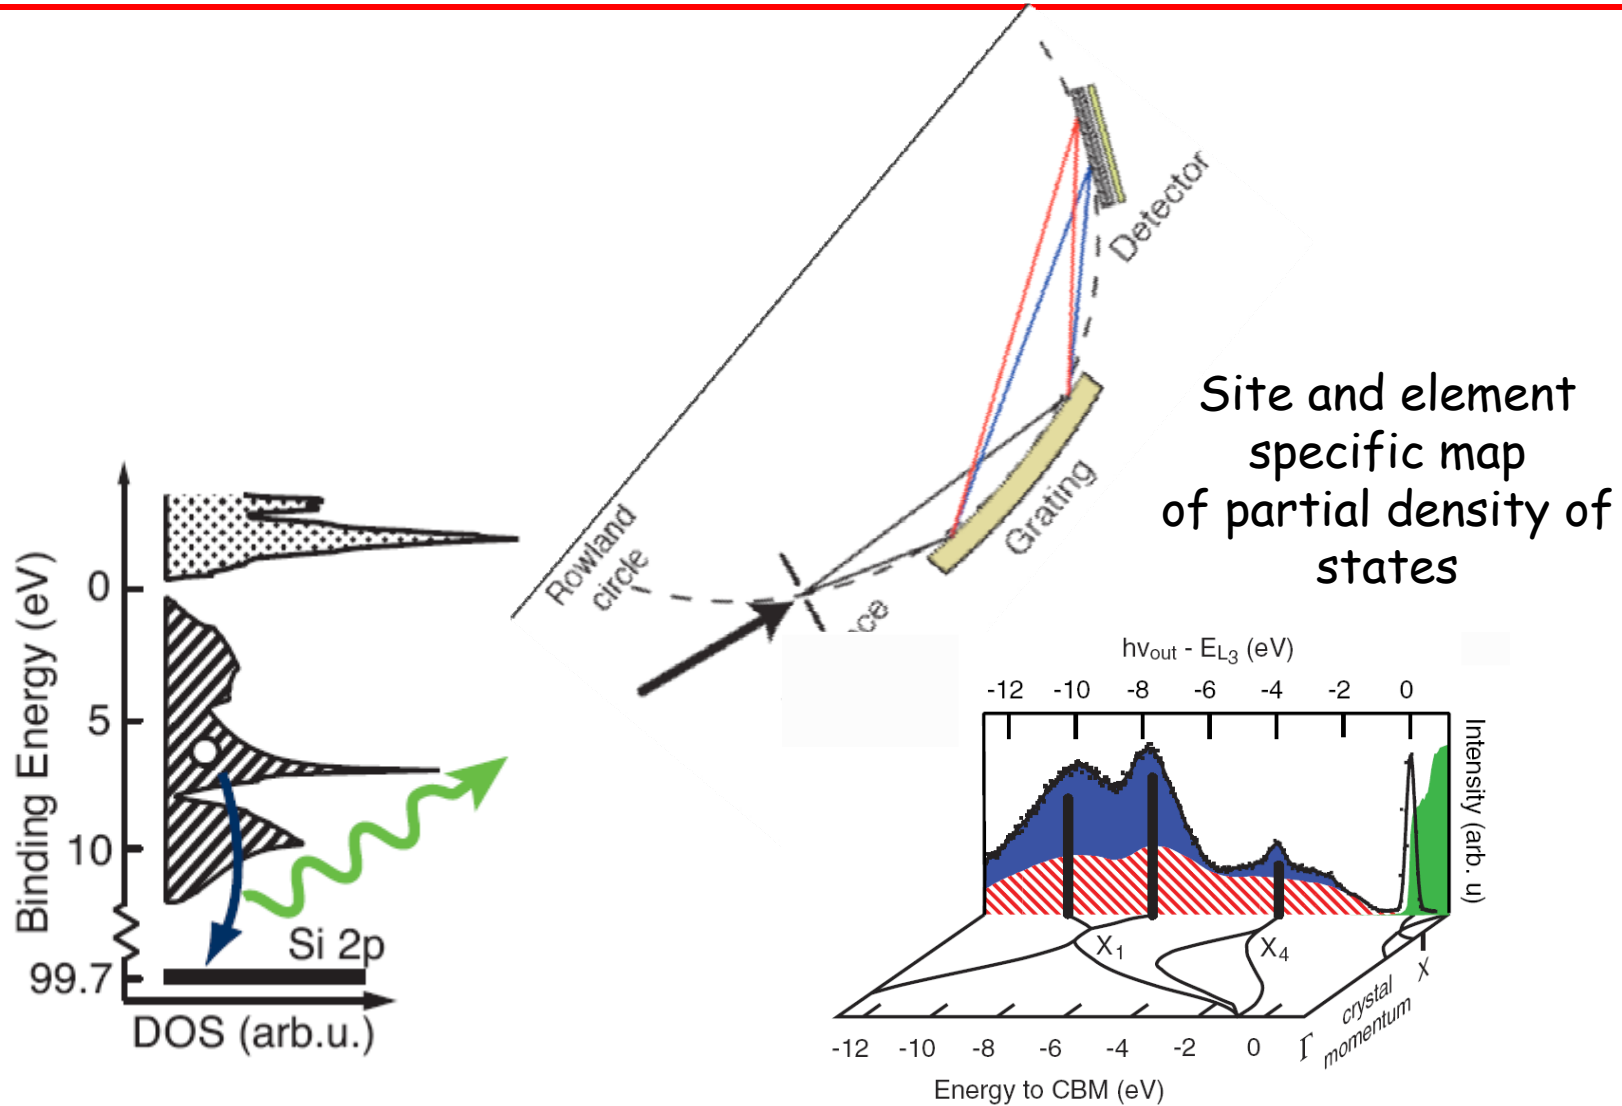 Detector
Grating
Rowland
circle
Site and element
specific map
of partial density of
states
Binding Energy (eV)
0
5
10
99.7
Si 2p
DOS (arb.u.)
hνout - EL3 (eV)
-12 -10 -8 -6 -4 -2 0
Intensity (arb. u)
X1
X4
X
crystal
momentum
Γ
-12 -10 -8 -6 -4 -2 0
Energy to CBM (eV)